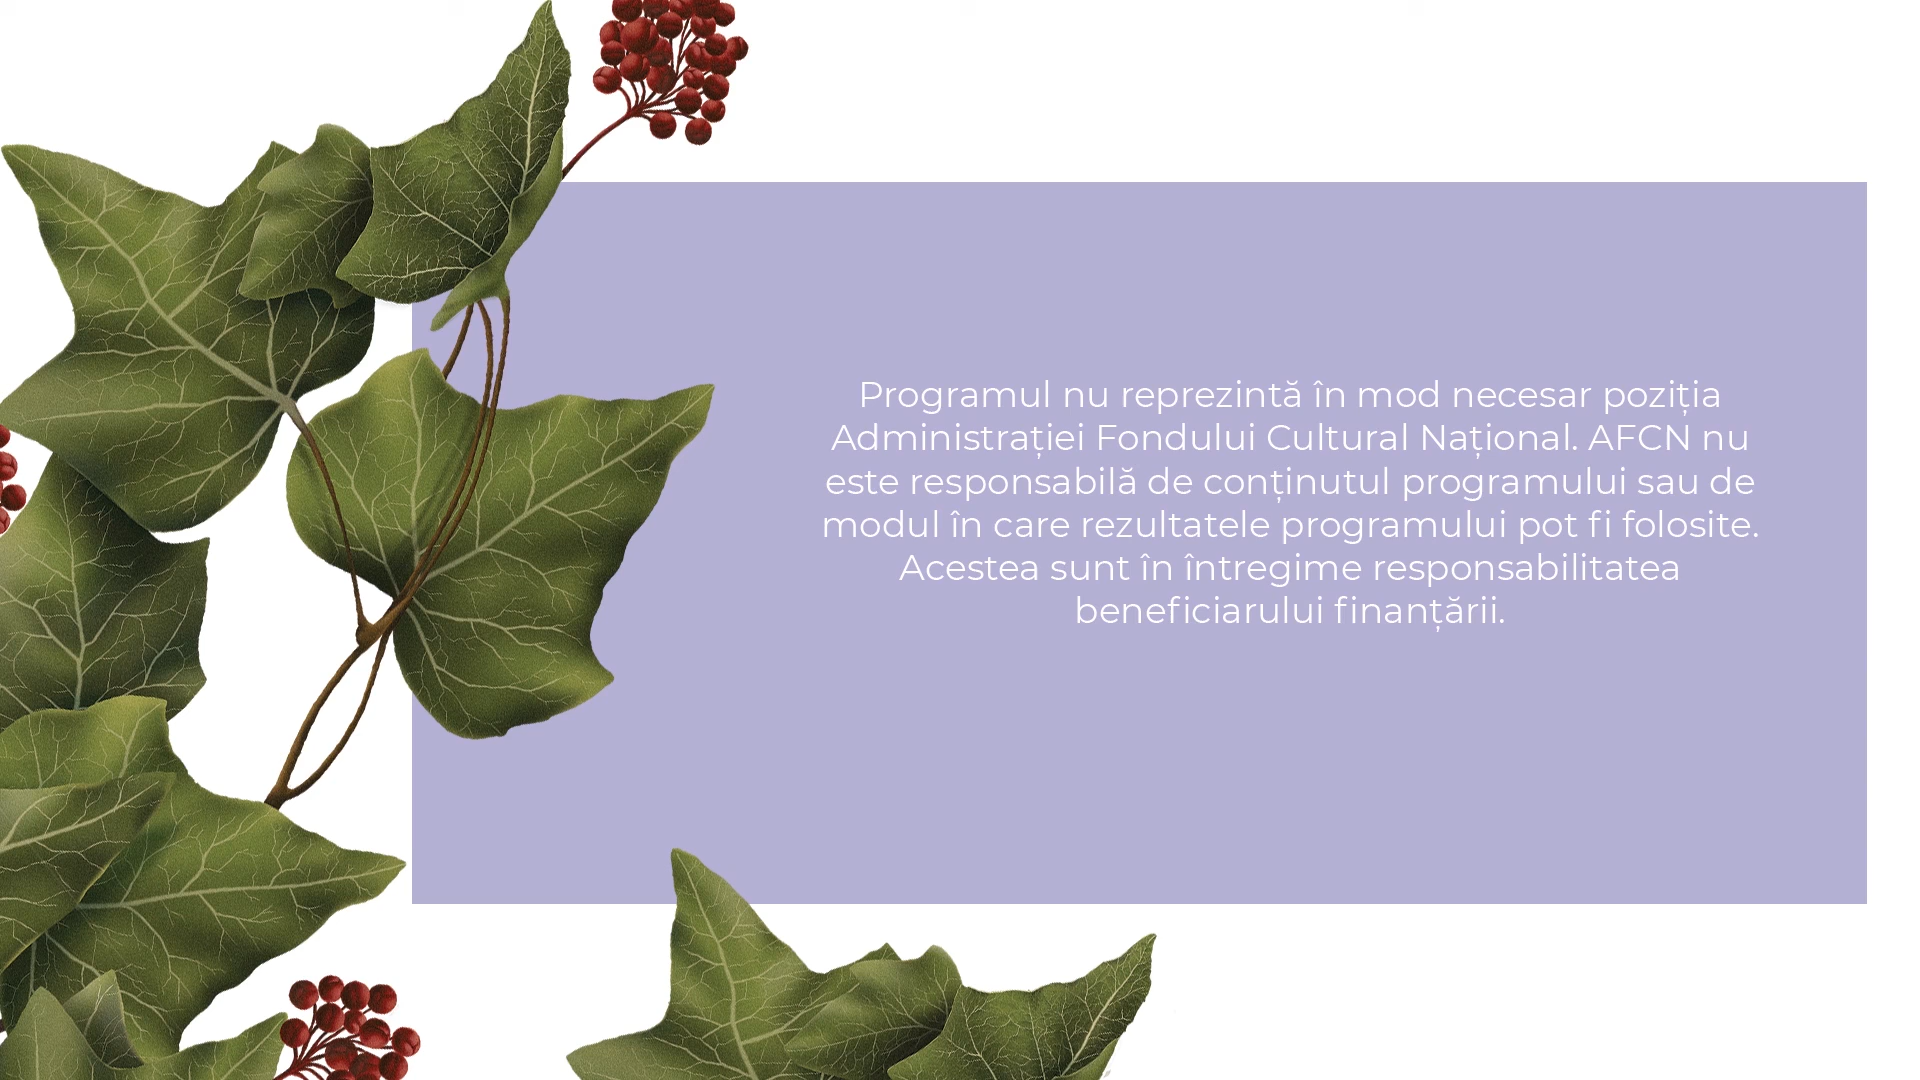 Programul nu reprezintă în mod necesar poziția
Administrației Fondului Cultural Național. AFCN nu
este responsabilă de conținutul programului sau de
modul în care rezultatele programului pot fi folosite.
Acestea sunt în întregime responsabilitatea
beneficiarului finanțării.